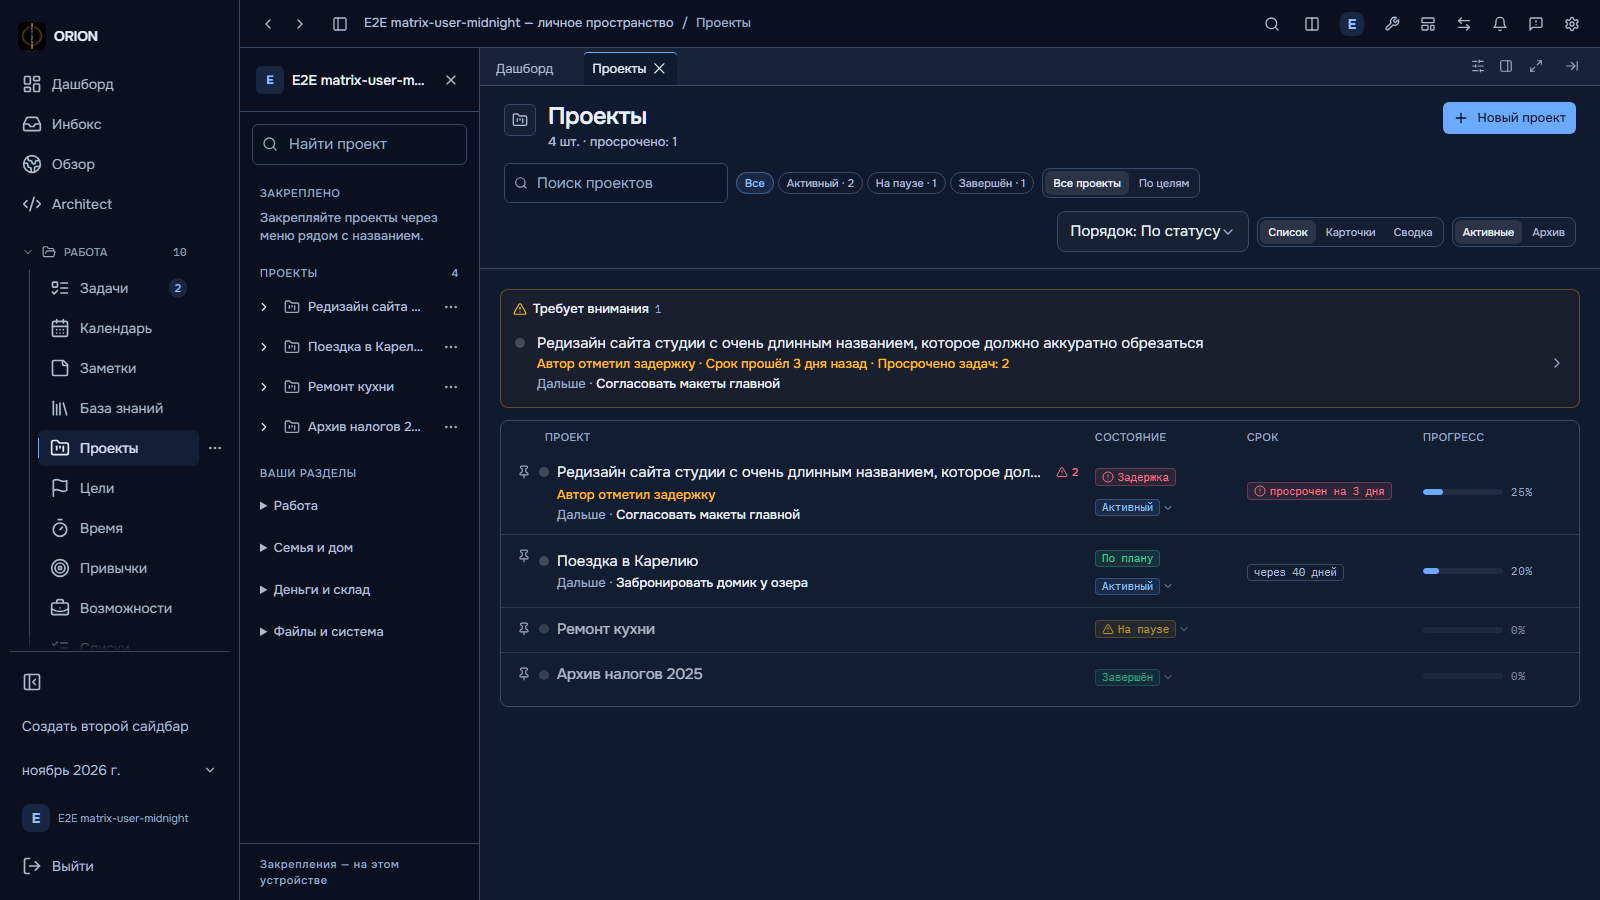 ORION
Дашборд
Инбокс
Обзор
Architect
РАБОТА 10
Задачи 2
Календарь
Заметки
База знаний
Проекты
Цели
Время
Привычки
Возможности
Списки
Создать второй сайдбар
ноябрь 2026 г.
E E2E matrix-user-midnight
Выйти
E2E matrix-user-midnight — личное пространство / Проекты
E
E E2E matrix-user-m...
Найти проект
ЗАКРЕПЛЕНО
Закрепляйте проекты через
меню рядом с названием.
ПРОЕКТЫ 4
Редизайн сайта ...
Поездка в Карел...
Ремонт кухни
Архив налогов 2...
ВАШИ РАЗДЕЛЫ
Работа
Семья и дом
Деньги и склад
Файлы и система
Закрепления — на этом
устройстве
Дашборд Проекты
Проекты
4 шт. · просрочено: 1
Новый проект
Поиск проектов
Все Активный · 2 На паузе · 1 Завершён · 1 Все проекты По целям
Порядок: По статусу Список Карточки Сводка Активные Архив
Требует внимания 1
Редизайн сайта студии с очень длинным названием, которое должно аккуратно обрезаться
Автор отметил задержку · Срок прошёл 3 дня назад · Просрочено задач: 2
Дальше · Согласовать макеты главной
ПРОЕКТ СОСТОЯНИЕ СРОК ПРОГРЕСС
Редизайн сайта студии с очень длинным названием, которое дол... 2
Автор отметил задержку
Дальше · Согласовать макеты главной
Задержка
Активный
просрочен на 3 дня
25%
Поездка в Карелию
Дальше · Забронировать домик у озера
По плану
Активный
через 40 дней
20%
Ремонт кухни На паузе 0%
Архив налогов 2025 Завершён 0%